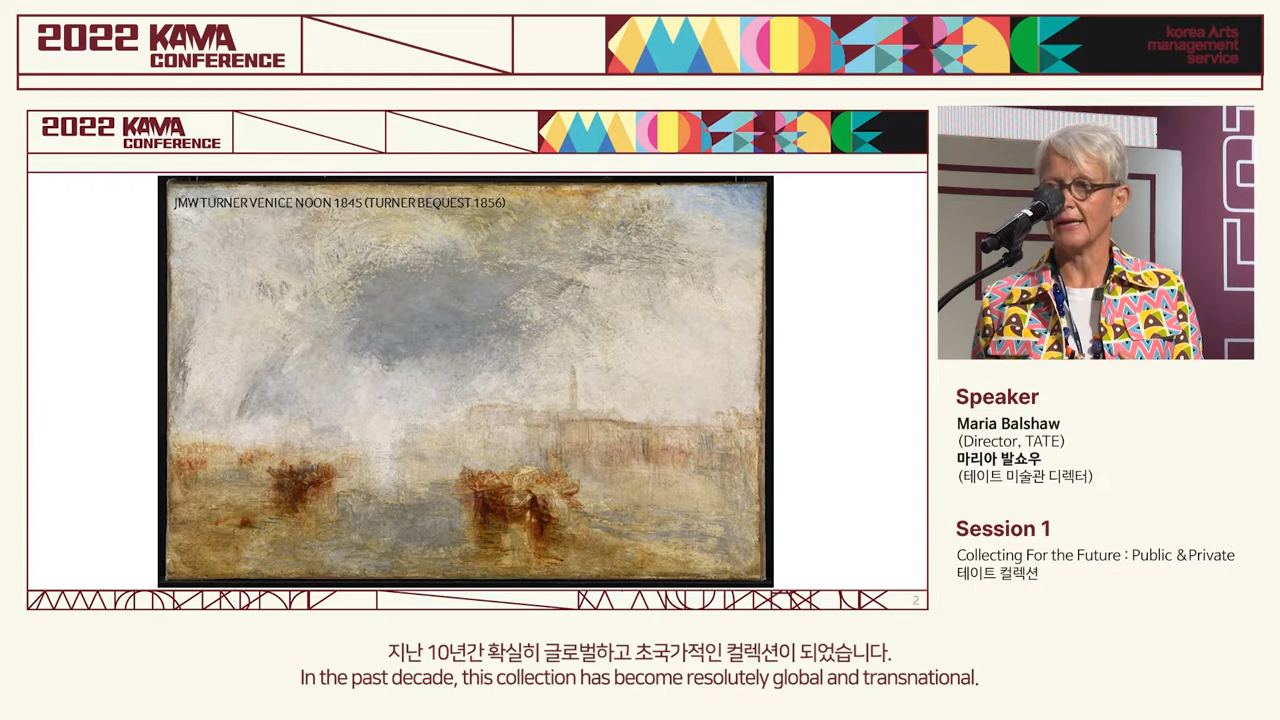 2022 KAMA
CONFERENCE
korea Arts
management
service
2022 KAMA
CONFERENCE
JMW TURNER VENICE NOON 1845 (TURNER BEQUEST 1856)
2
Speaker
Maria Balshaw
(Director, TATE)
마리아 발쇼우
(테이트 미술관 디렉터)
Session 1
Collecting For the Future : Public & Private
테이트 컬렉션
지난 10년간 확실히 글로벌하고 초국가적인 컬렉션이 되었습니다.
In the past decade, this collection has become resolutely global and transnational.